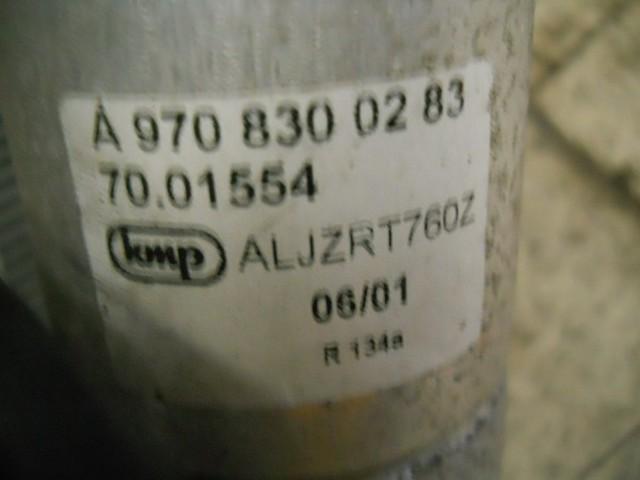 A 970 830 02 83
70.01554
kmp ALJZRT760Z
06/01
R 134a